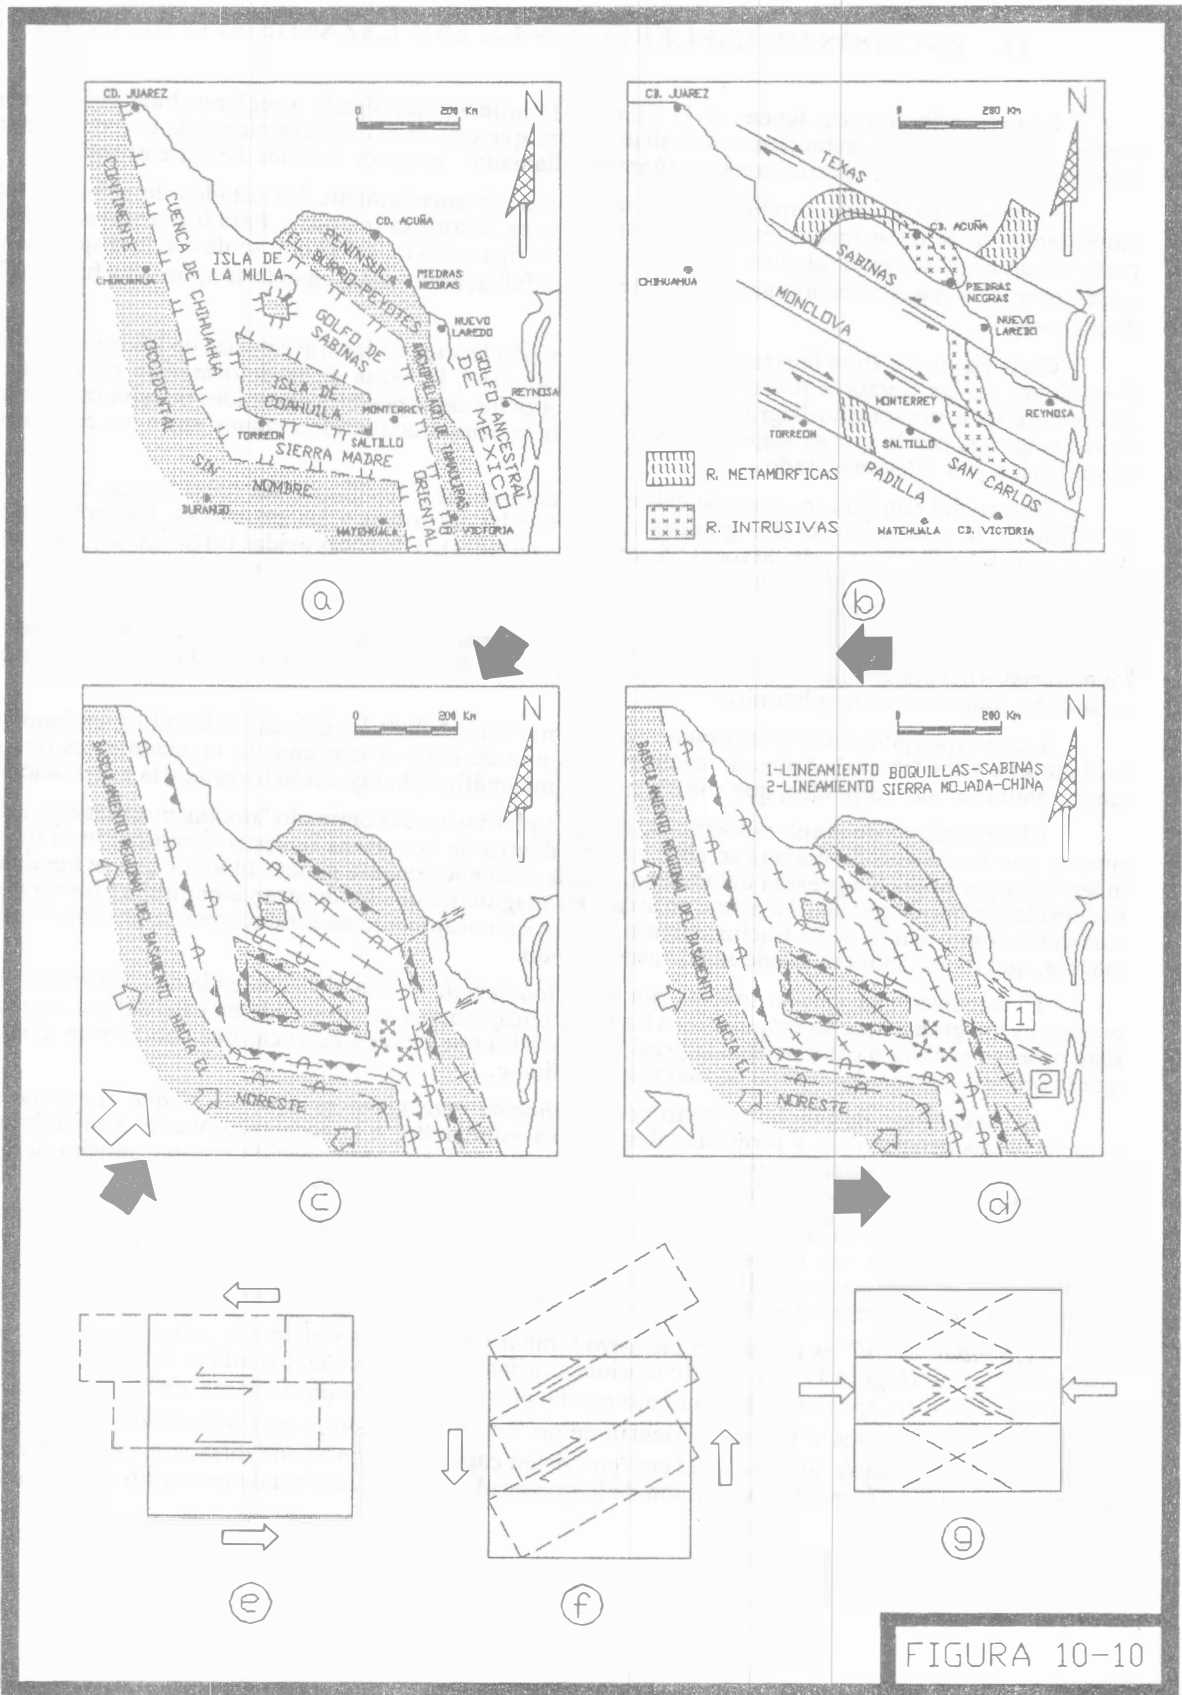 CD. JUAREZ
0 200 Km
N
CONTINENTE
CUENCA DE CHIHUAHUA
CD. ACUÑA
PENINSULA
EL BURRO-PEYOTES
ISLA DE
LA MULA
PIEDRAS
NEGRAS
CHIHUAHUA
GOLFO DE
SABINAS
NUEVO
LAREDO
OCCIDENTAL
ARCHIPIELAGO DE TAMAULIPAS
GOLFO ANCESTRAL
DE MEXICO
ISLA DE
COAHUILA
MONTERREY
REYNOSA
TORREON
SALTILLO
SIERRA MADRE
ORIENTAL
SIN
NOMBRE
DURANGO
MATEHUALA
CD. VICTORIA
a
CD. JUAREZ
0 200 Km
N
TEXAS
CD. ACUÑA
SABINAS
CHIHUAHUA
PIEDRAS
NEGRAS
MONCLOVA
NUEVO
LAREDO
MONTERREY
REYNOSA
TORREON
SALTILLO
R. METAMORFICAS
PADILLA
SAN CARLOS
R. INTRUSIVAS
MATEHUALA
CD. VICTORIA
b
0 200 Km
N
BASCULAMIENTO REGIONAL DEL BASAMENTO
HACIA EL
NORESTE
c
0 200 Km
N
1-LINEAMIENTO BOQUILLAS-SABINAS
2-LINEAMIENTO SIERRA MOJADA-CHINA
BASCULAMIENTO REGIONAL DEL BASAMENTO
HACIA EL
NORESTE
1
2
d
e
f
g
FIGURA 10-10